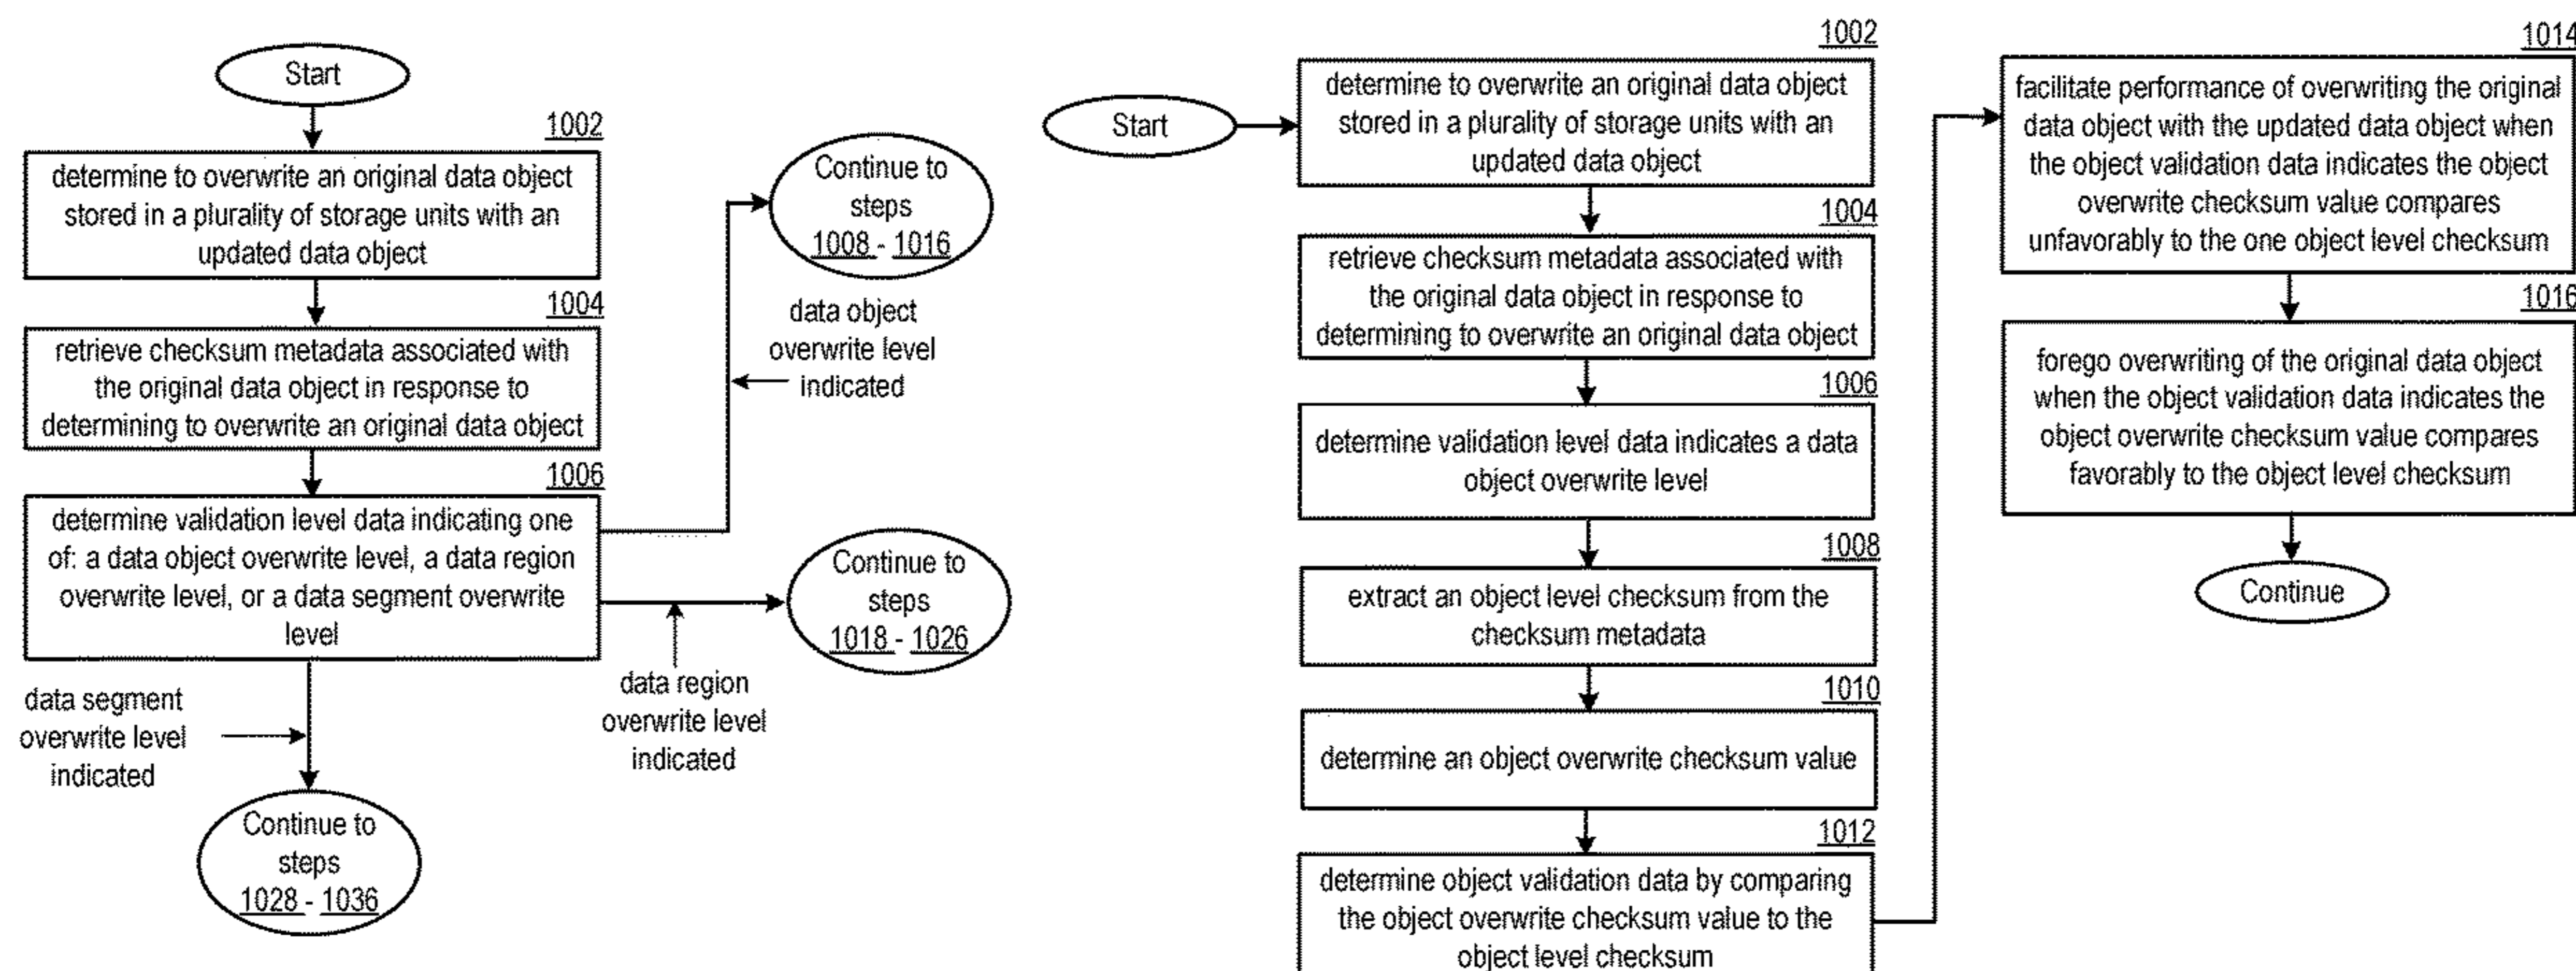 Start
1002
determine to overwrite an original data object
stored in a plurality of storage units with an
updated data object
1004
retrieve checksum metadata associated with
the original data object in response to
determining to overwrite an original data object
1006
determine validation level data indicating one
of: a data object overwrite level, a data region
overwrite level, or a data segment overwrite
level
data segment
overwrite level
indicated
Continue to
steps
1028 - 1036
Continue to
steps
1008 - 1016
data object
overwrite level
indicated
Continue to
steps
1018 - 1026
data region
overwrite level
indicated
Start
1002
determine to overwrite an original data object
stored in a plurality of storage units with an
updated data object
1004
retrieve checksum metadata associated with
the original data object in response to
determining to overwrite an original data object
1006
determine validation level data indicates a data
object overwrite level
1008
extract an object level checksum from the
checksum metadata
1010
determine an object overwrite checksum value
1012
determine object validation data by comparing
the object overwrite checksum value to the
object level checksum
1014
facilitate performance of overwriting the original
data object with the updated data object when
the object validation data indicates the object
overwrite checksum value compares
unfavorably to the one object level checksum
1016
forego overwriting of the original data object
when the object validation data indicates the
object overwrite checksum value compares
favorably to the object level checksum
Continue